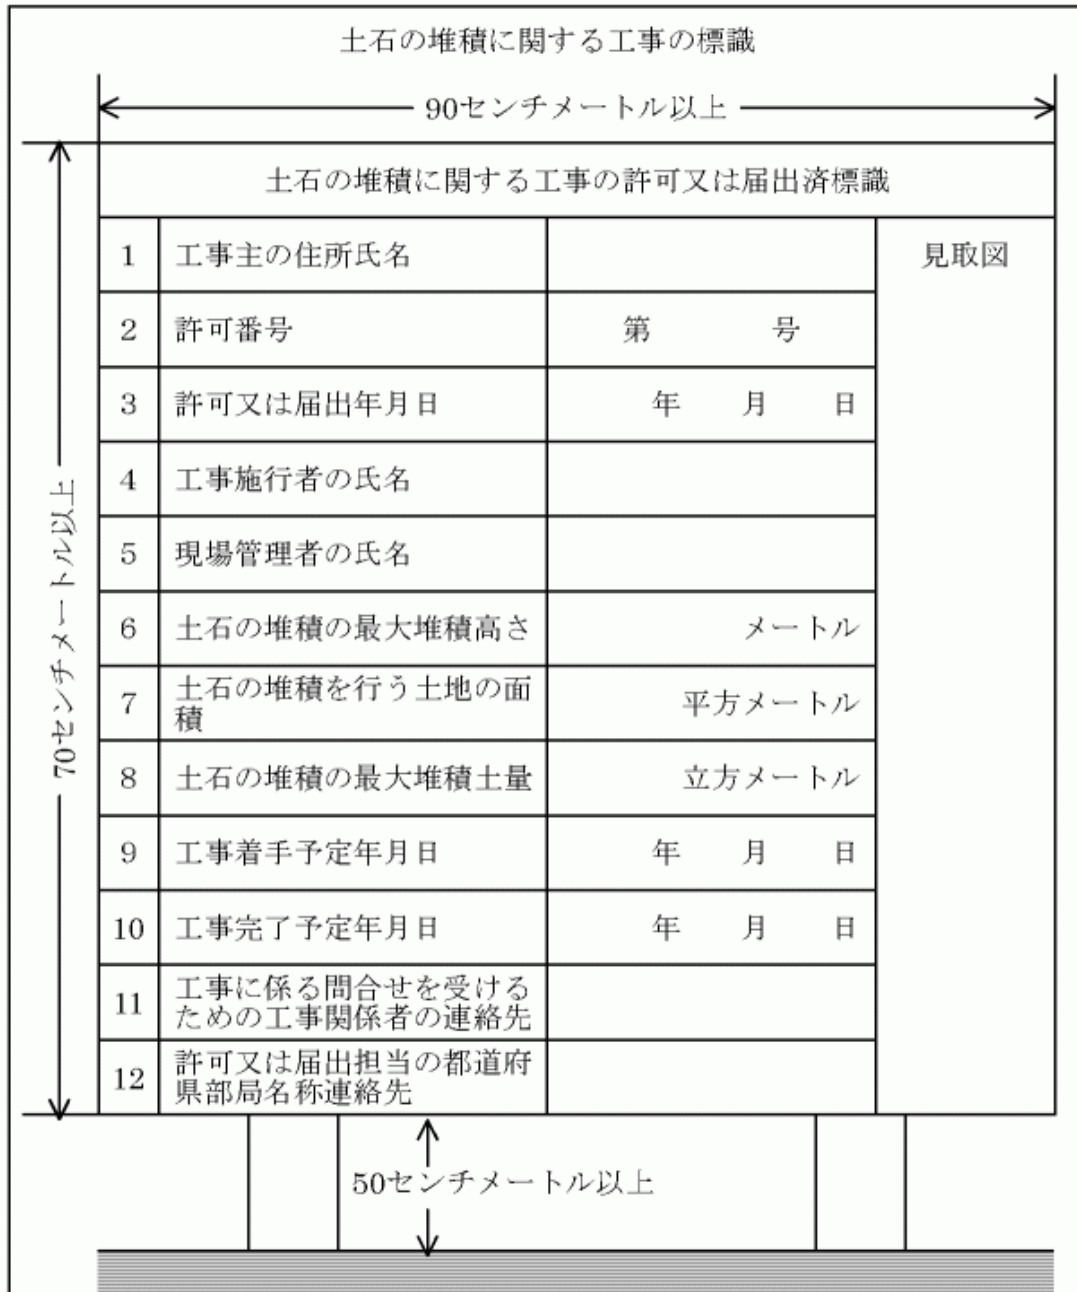 土石の堆積に関する工事の標識
90センチメートル以上
70センチメートル以上
土石の堆積に関する工事の許可又は届出済標識
1 工事主の住所氏名
見取図
2 許可番号 第 号
3 許可又は届出年月日 年 月 日
4 工事施行者の氏名
5 現場管理者の氏名
6 土石の堆積の最大堆積高さ メートル
7 土石の堆積を行う土地の面
積 平方メートル
8 土石の堆積の最大堆積土量 立方メートル
9 工事着手予定年月日 年 月 日
10 工事完了予定年月日 年 月 日
11 工事に係る問合せを受ける
ための工事関係者の連絡先
12 許可又は届出担当の都道府
県部局名称連絡先
50センチメートル以上